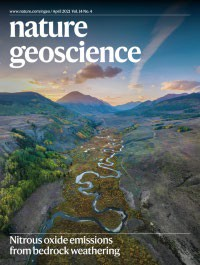 www.nature.com/ngeo / April 2021 Vol. 14 No. 4
nature
geoscience
Nitrous oxide emissions
from bedrock weathering